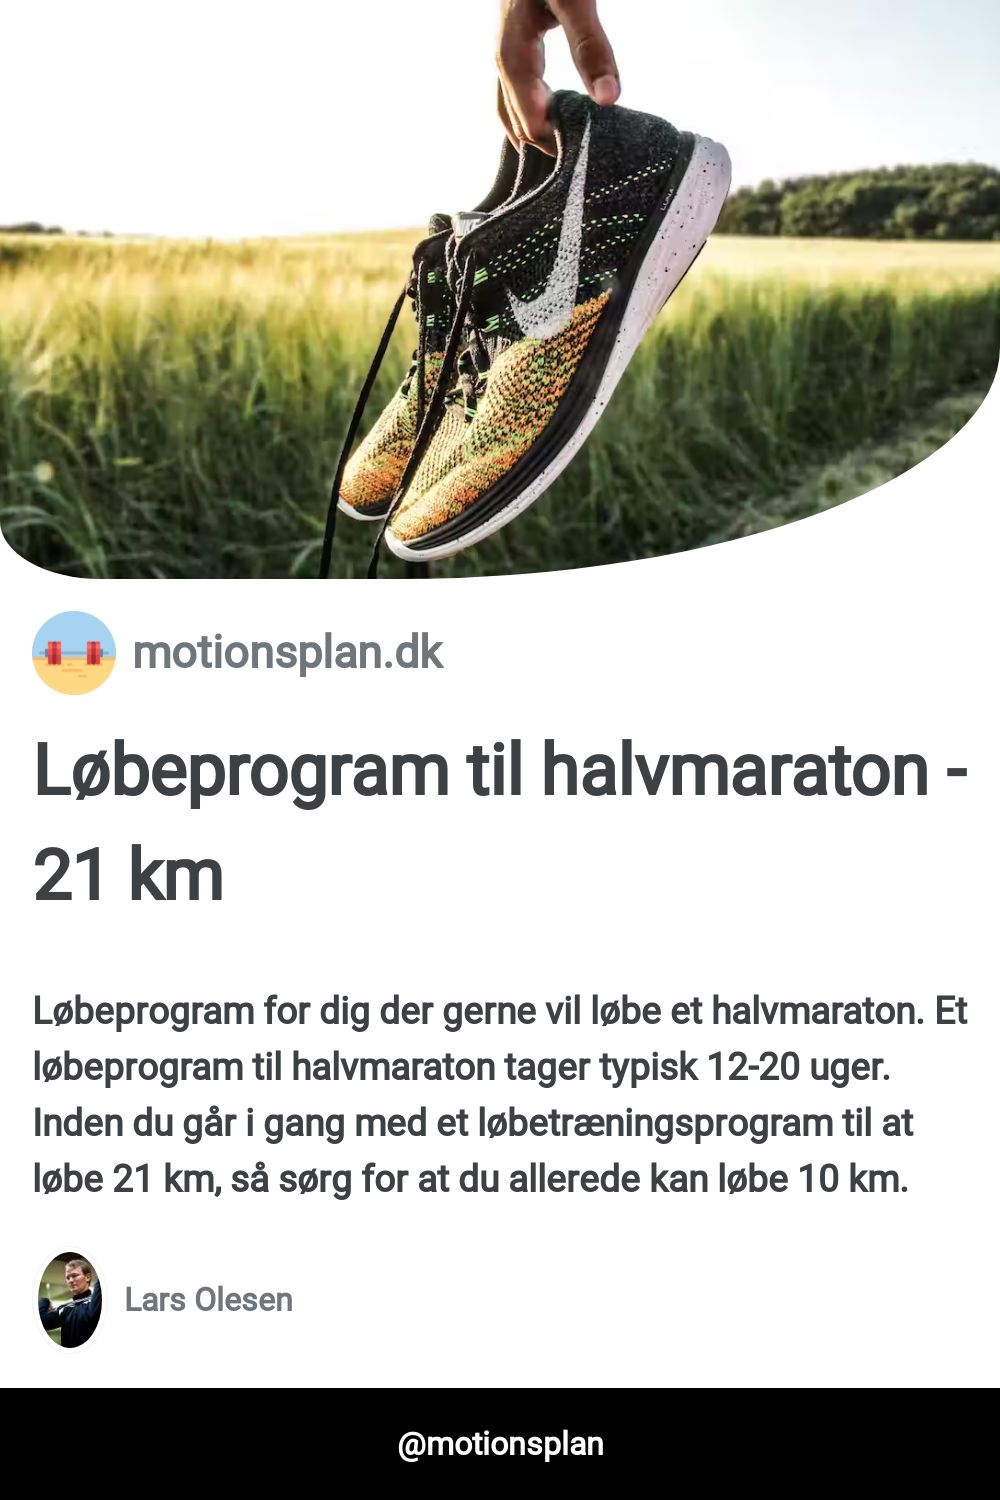 motionsplan.dk
Løbeprogram til halvmaraton -
21 km
Løbeprogram for dig der gerne vil løbe et halvmaraton. Et
løbeprogram til halvmaraton tager typisk 12-20 uger.
Inden du går i gang med et løbetræningsprogram til at
løbe 21 km, så sørg for at du allerede kan løbe 10 km.
Lars Olesen
@motionsplan